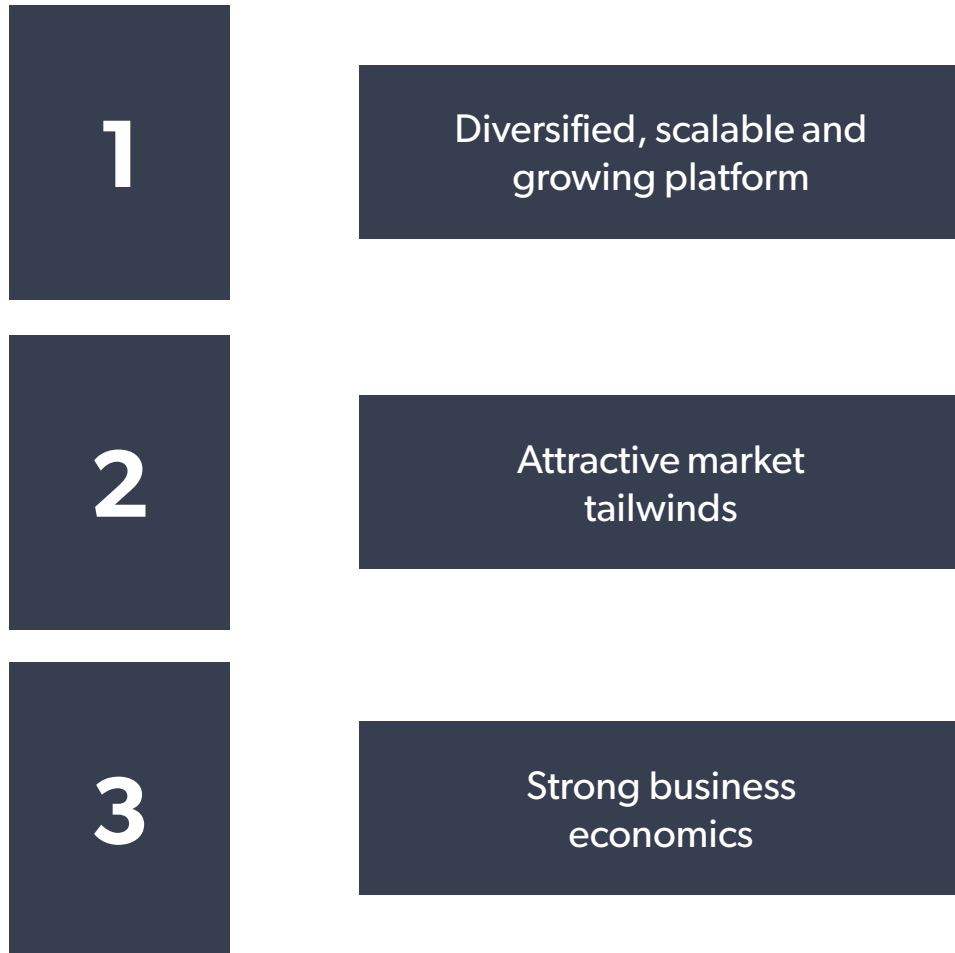 1
Diversified, scalable and
growing platform
2
Attractive market
tailwinds
3
Strong business
economics